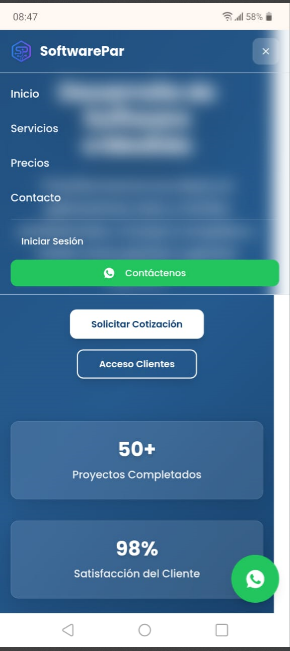 08:47
58%
SoftwarePar
×
Inicio
Servicios
Precios
Contacto
Iniciar Sesión
Contáctenos
Solicitar Cotización
Acceso Clientes
50+
Proyectos Completados
98%
Satisfacción del Cliente